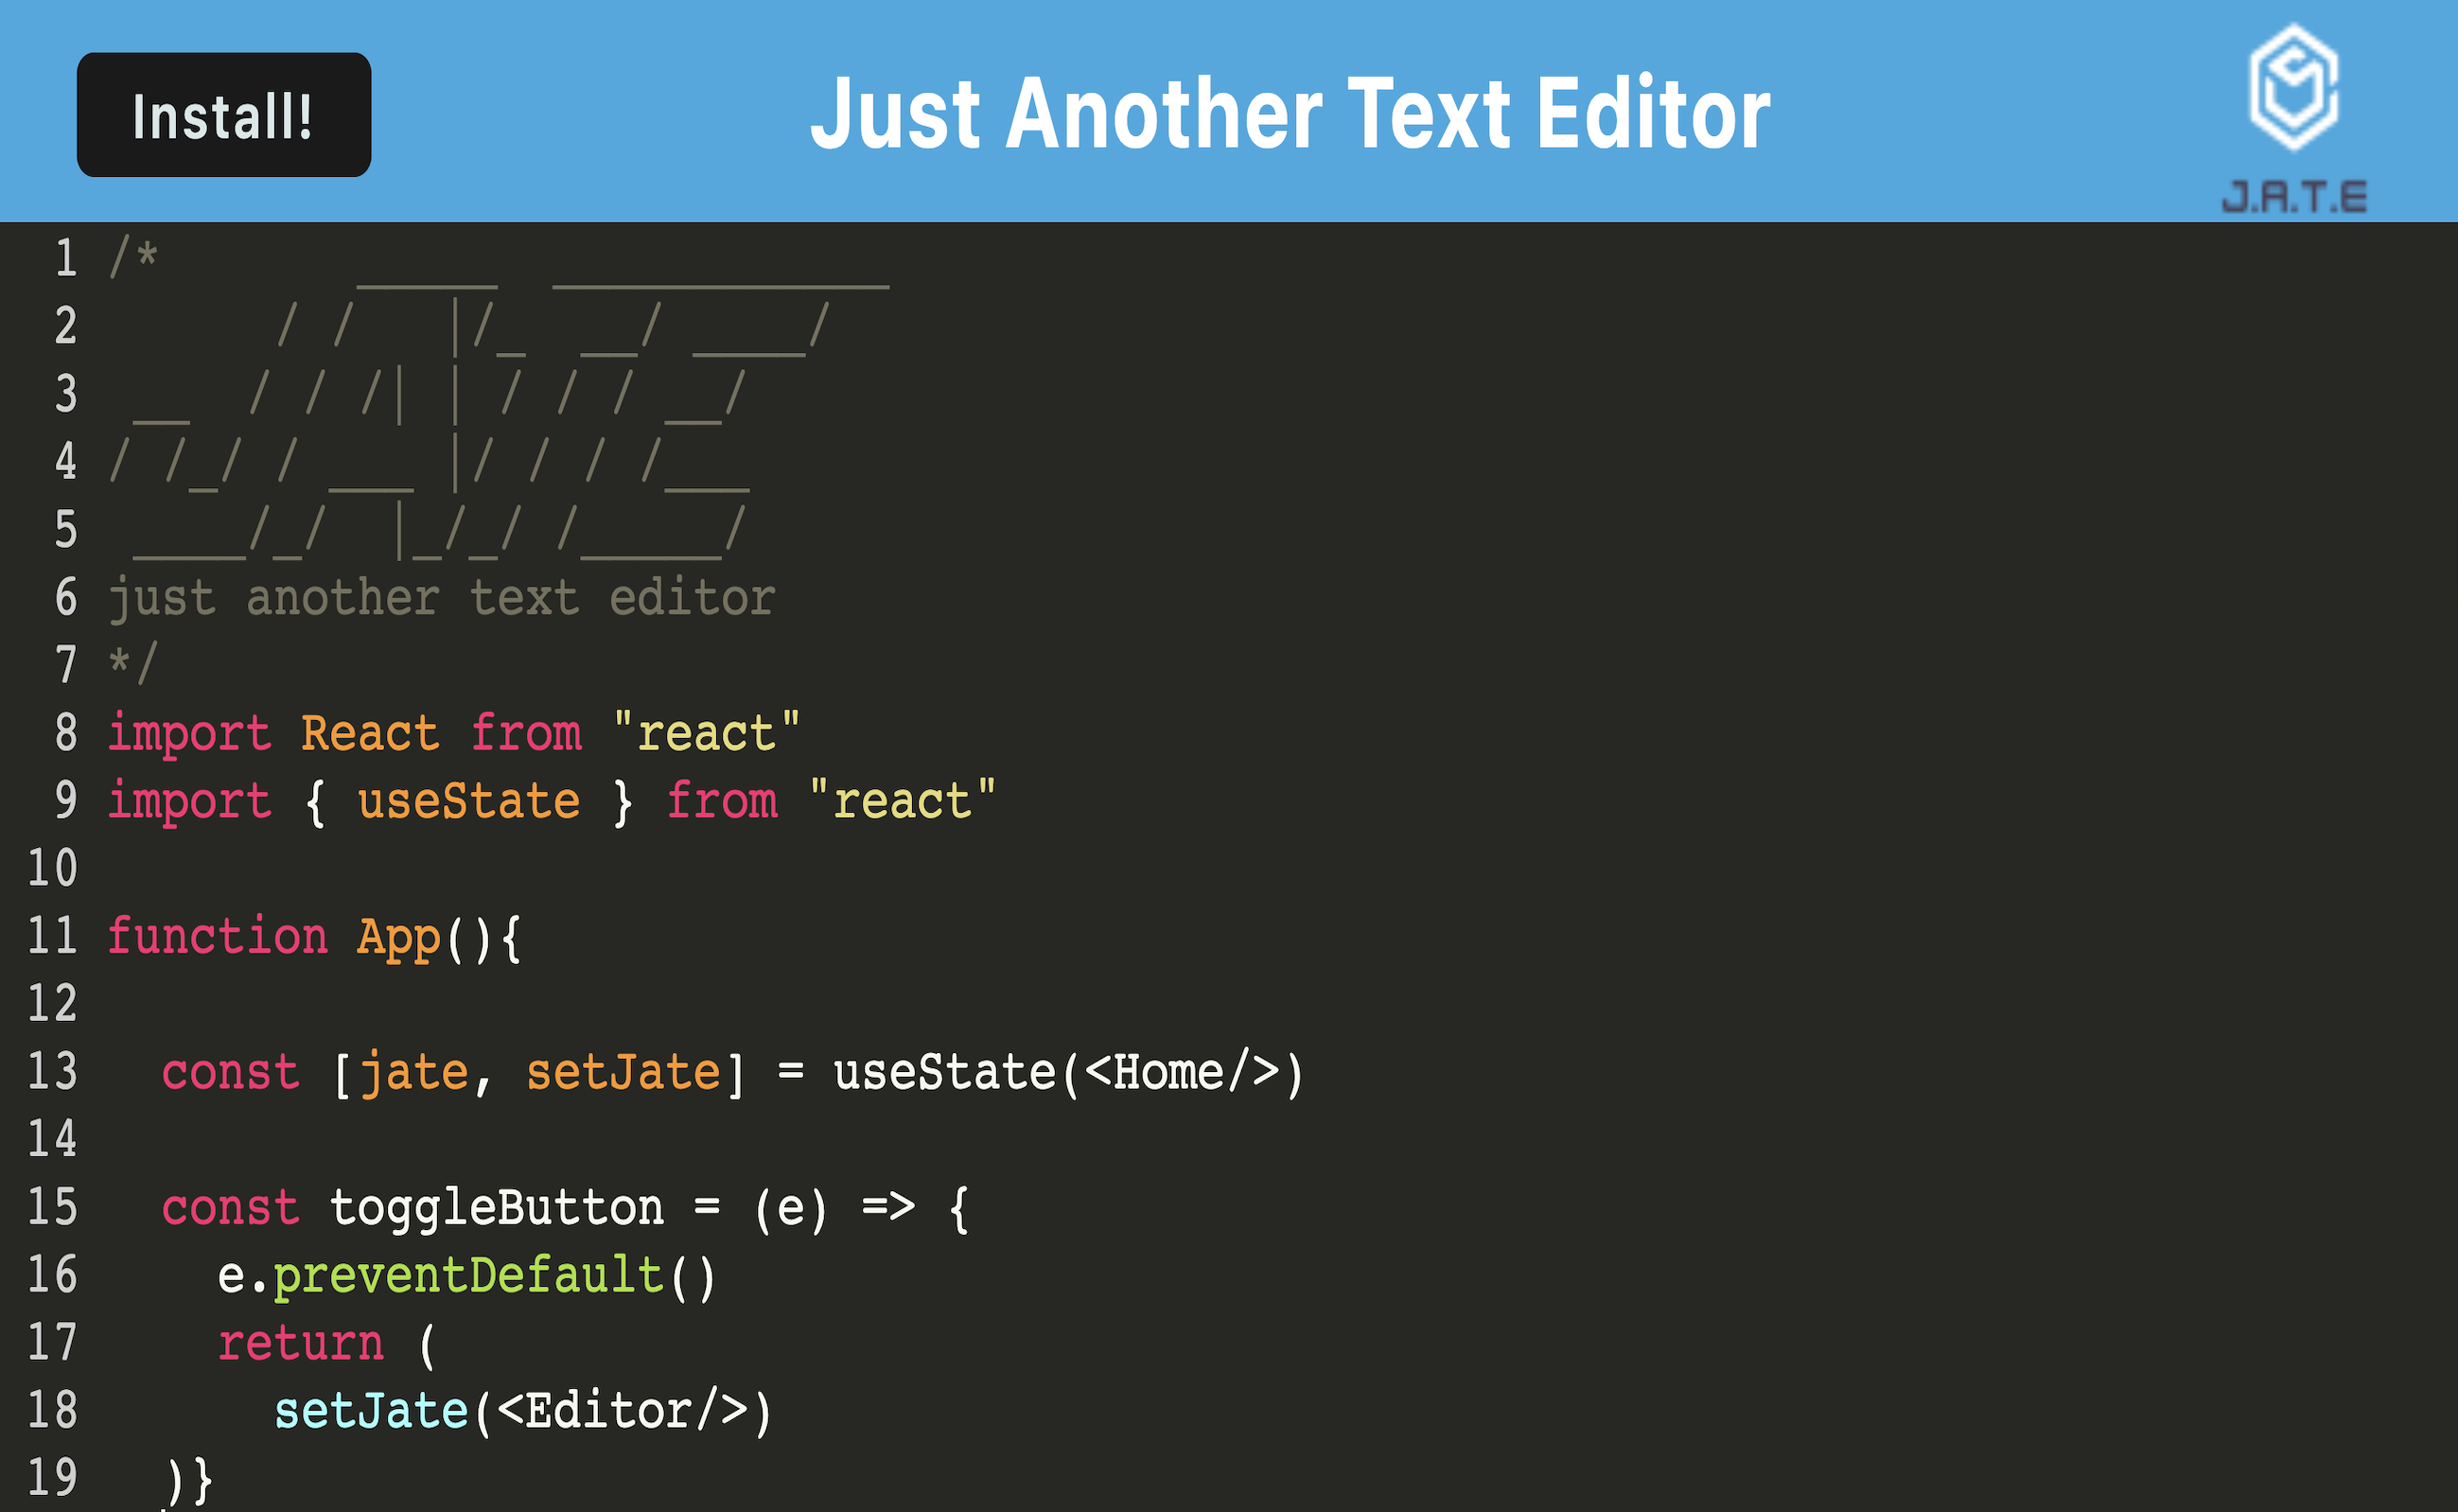 Install!
Just Another Text Editor
J.A.T.E
1 /*
2       / /   |/_  __/ ____/
3  __  / / /| | / / / __/
4 / /_/ / ___ |/ / / /___
5  ____/_/  |_/_/ /_____/
6 just another text editor
7 */
8 import React from "react"
9 import { useState } from "react"
10
11 function App(){
12
13   const [jate, setJate] = useState(<Home/>)
14
15   const toggleButton = (e) => {
16     e.preventDefault()
17     return (
18       setJate(<Editor/>)
19   )}